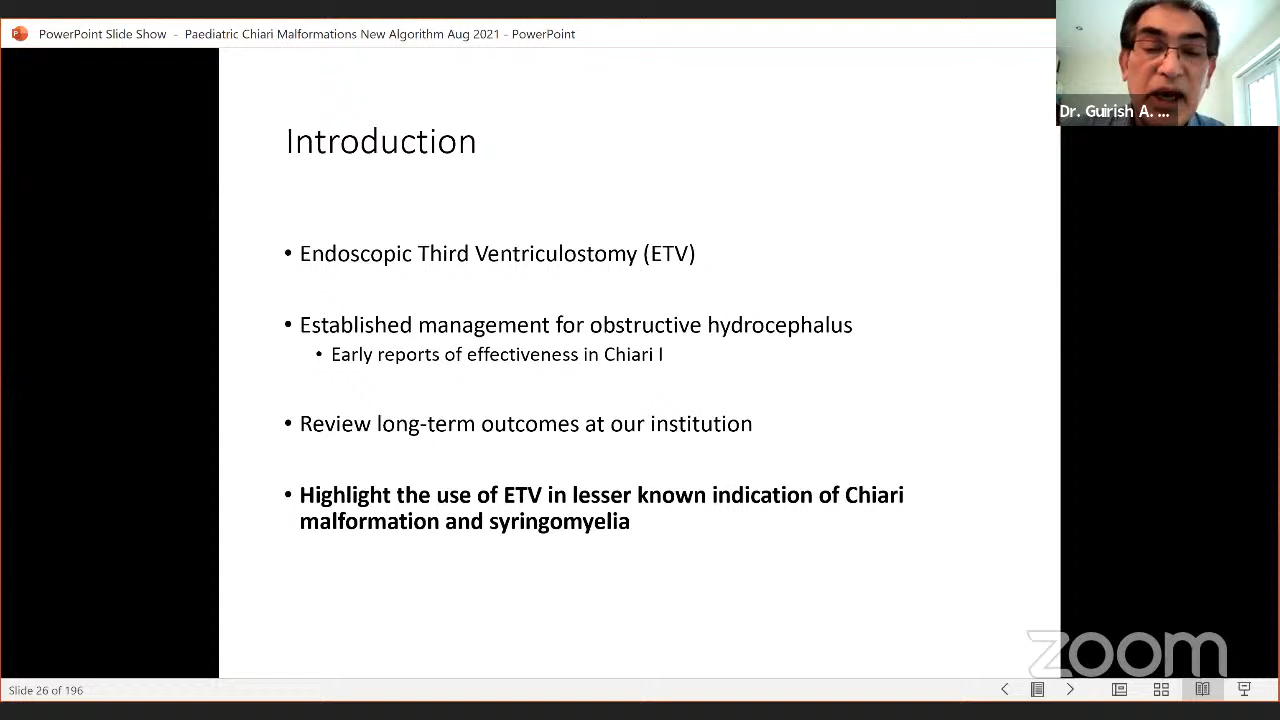 PowerPoint Slide Show - Paediatric Chiari Malformations New Algorithm Aug 2021 - PowerPoint
Dr. Guirish A. ...
Introduction
• Endoscopic Third Ventriculostomy (ETV)
• Established management for obstructive hydrocephalus
• Early reports of effectiveness in Chiari I
• Review long-term outcomes at our institution
• Highlight the use of ETV in lesser known indication of Chiari
malformation and syringomyelia
zoom
Slide 26 of 196